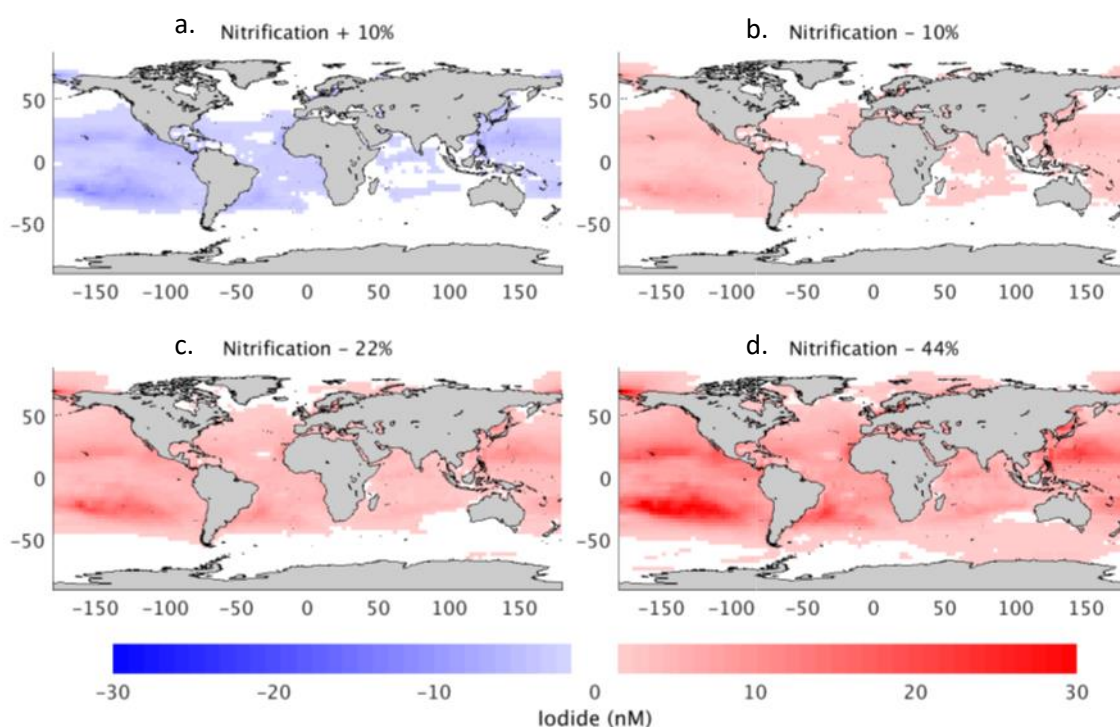 a. b.
Nitrification + 10% Nitrification − 10%
50 50
0 0
−50 −50
−150 −100 −50 0 50 100 150 −150 −100 −50 0 50 100 150
c. Nitrification − 22% d. Nitrification − 44%
50 50
0 0
−50 −50
−150 −100 −50 0 50 100 150 −150 −100 −50 0 50 100 150
−30 −20 −10 0 10 20 30
Iodide (nM)